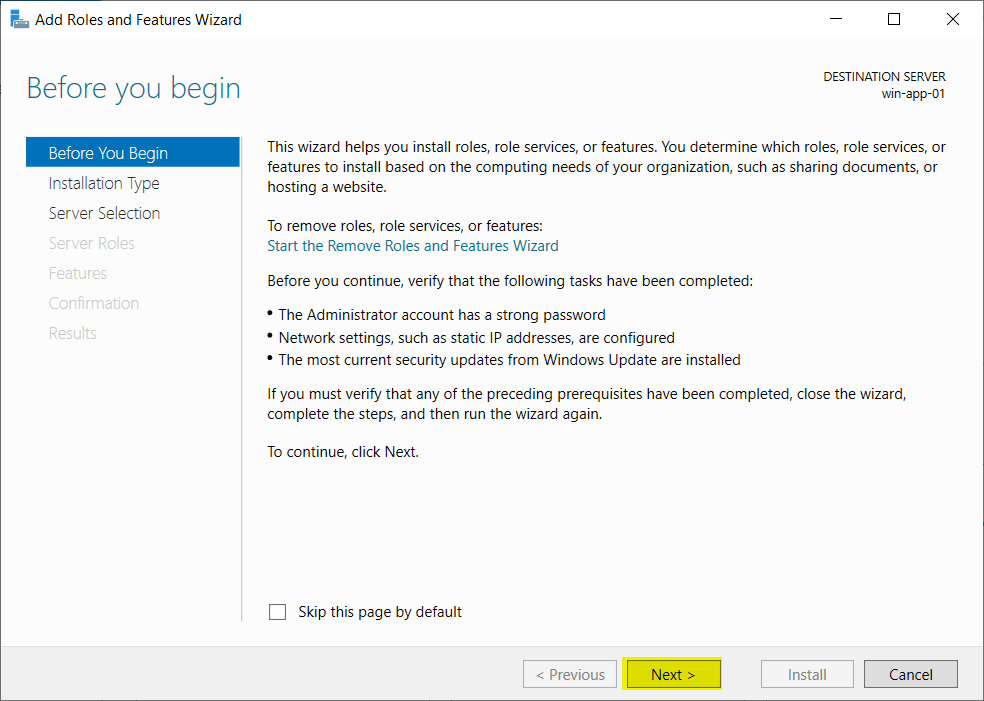 Add Roles and Features Wizard
Before you begin
DESTINATION SERVER
win-app-01
Before You Begin
Installation Type
Server Selection
Server Roles
Features
Confirmation
Results
This wizard helps you install roles, role services, or features. You determine which roles, role services, or
features to install based on the computing needs of your organization, such as sharing documents, or
hosting a website.
To remove roles, role services, or features:
Start the Remove Roles and Features Wizard
Before you continue, verify that the following tasks have been completed:
• The Administrator account has a strong password
• Network settings, such as static IP addresses, are configured
• The most current security updates from Windows Update are installed
If you must verify that any of the preceding prerequisites have been completed, close the wizard,
complete the steps, and then run the wizard again.
To continue, click Next.
Skip this page by default
< Previous
Next >
Install
Cancel